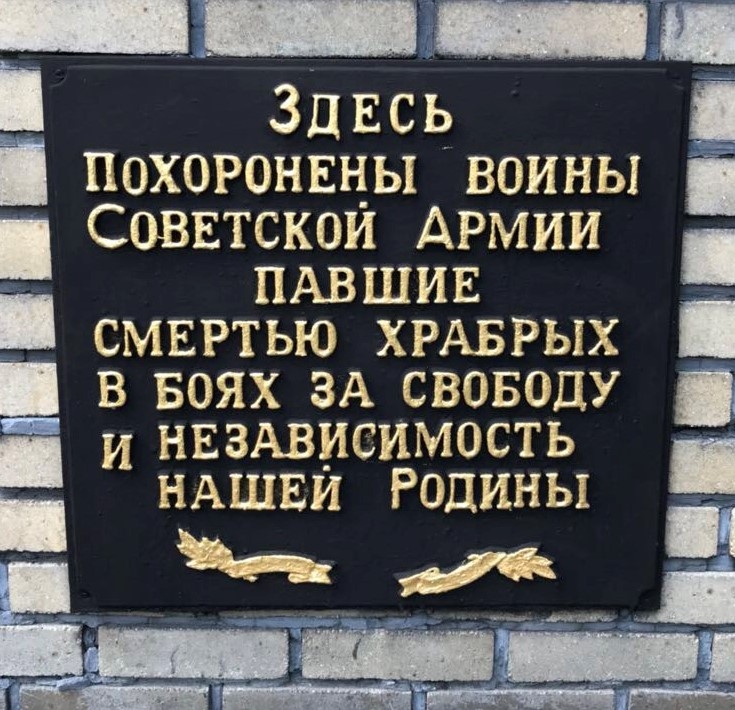 Здесь
похоронены воины
Советской Армии
павшие
смертью храбрых
в боях за свободу
и независимость
нашей Родины